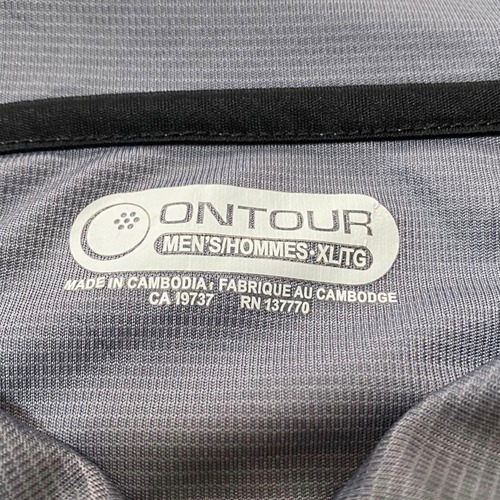 ONTOUR
MEN'S/HOMMES XL/TG
MADE IN CAMBODIA / FABRIQUE AU CAMBODGE
CA 19737 RN 137770